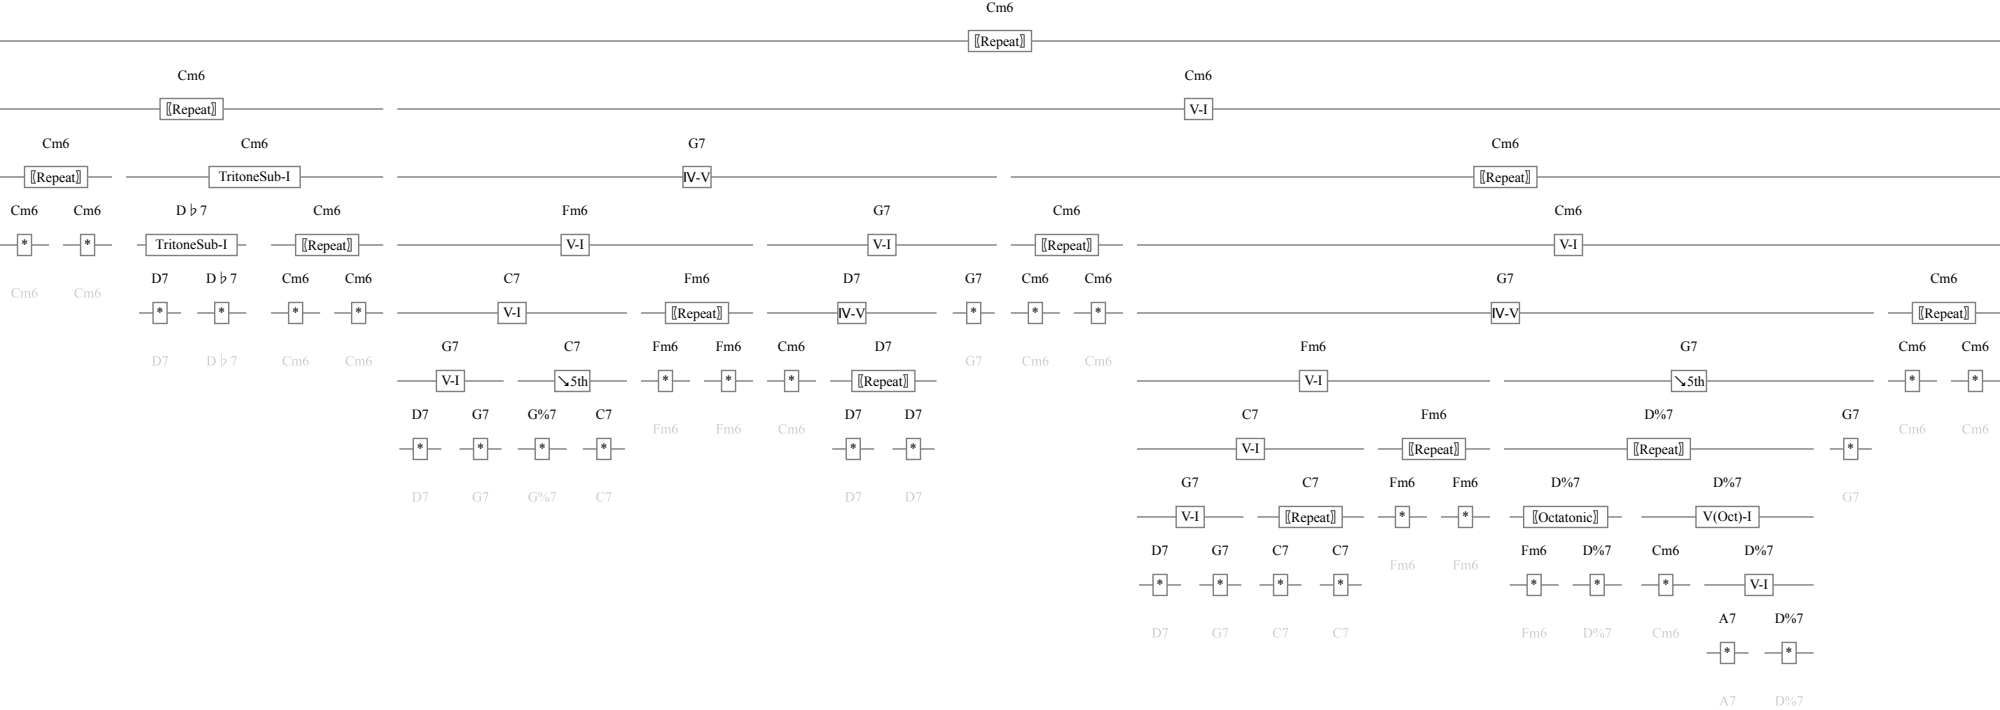 Cm6
〚Repeat〛
Cm6 Cm6
〚Repeat〛 V-I
Cm6 Cm6 G7 Cm6
〚Repeat〛 TritoneSub-I Ⅳ-V 〚Repeat〛
Cm6 Cm6 D♭7 Cm6 Fm6 G7 Cm6 Cm6
* * TritoneSub-I 〚Repeat〛 V-I V-I 〚Repeat〛 V-I
Cm6 Cm6 D7 D♭7 Cm6 Cm6 C7 Fm6 D7 G7 Cm6 Cm6 G7 Cm6
* * * * V-I 〚Repeat〛 Ⅳ-V * * * Ⅳ-V 〚Repeat〛
D7 D♭7 Cm6 Cm6 G7 C7 Fm6 Fm6 Cm6 D7 G7 Cm6 Cm6 Fm6 G7 Cm6 Cm6
V-I ↘5th * * * 〚Repeat〛 V-I ↘5th * *
D7 G7 G%7 C7 Fm6 Fm6 Cm6 D7 D7 C7 Fm6 D%7 G7 Cm6 Cm6
* * * * * * V-I 〚Repeat〛 〚Repeat〛 *
D7 G7 G%7 C7 D7 D7 G7 C7 Fm6 Fm6 D%7 D%7 G7
V-I 〚Repeat〛 * * 〚Octatonic〛 V(Oct)-I
D7 G7 C7 C7 Fm6 Fm6 Fm6 D%7 Cm6 D%7
* * * * * * * V-I
D7 G7 C7 C7 Fm6 D%7 Cm6 A7 D%7
* *
A7 D%7